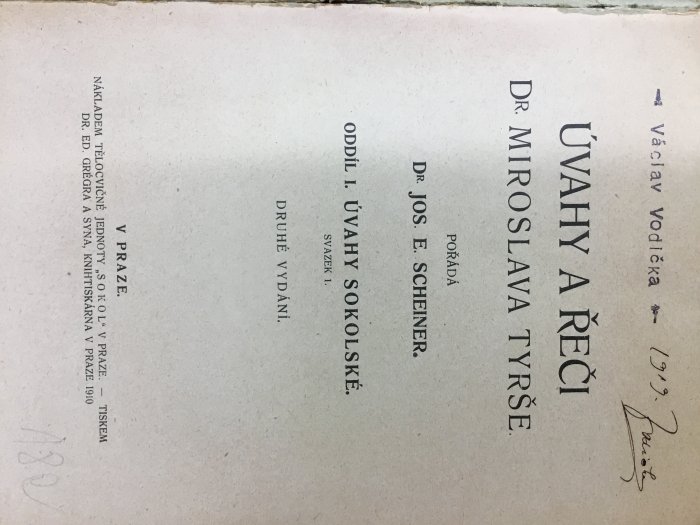 Václav Vodička 1919.
ÚVAHY A ŘEČI
DR. MIROSLAVA TYRŠE.
POŘÁDÁ
DR. JOS. E. SCHEINER.
ODDÍL I. ÚVAHY SOKOLSKÉ.
SVAZEK I.
DRUHÉ VYDÁNÍ.
V PRAZE.
NÁKLADEM TĚLOCVIČNÉ JEDNOTY „SOKOL“ V PRAZE. — TISKEM
DR. ED. GRÉGRA A SYNA, KNIHTISKÁRNA V PRAZE 1910